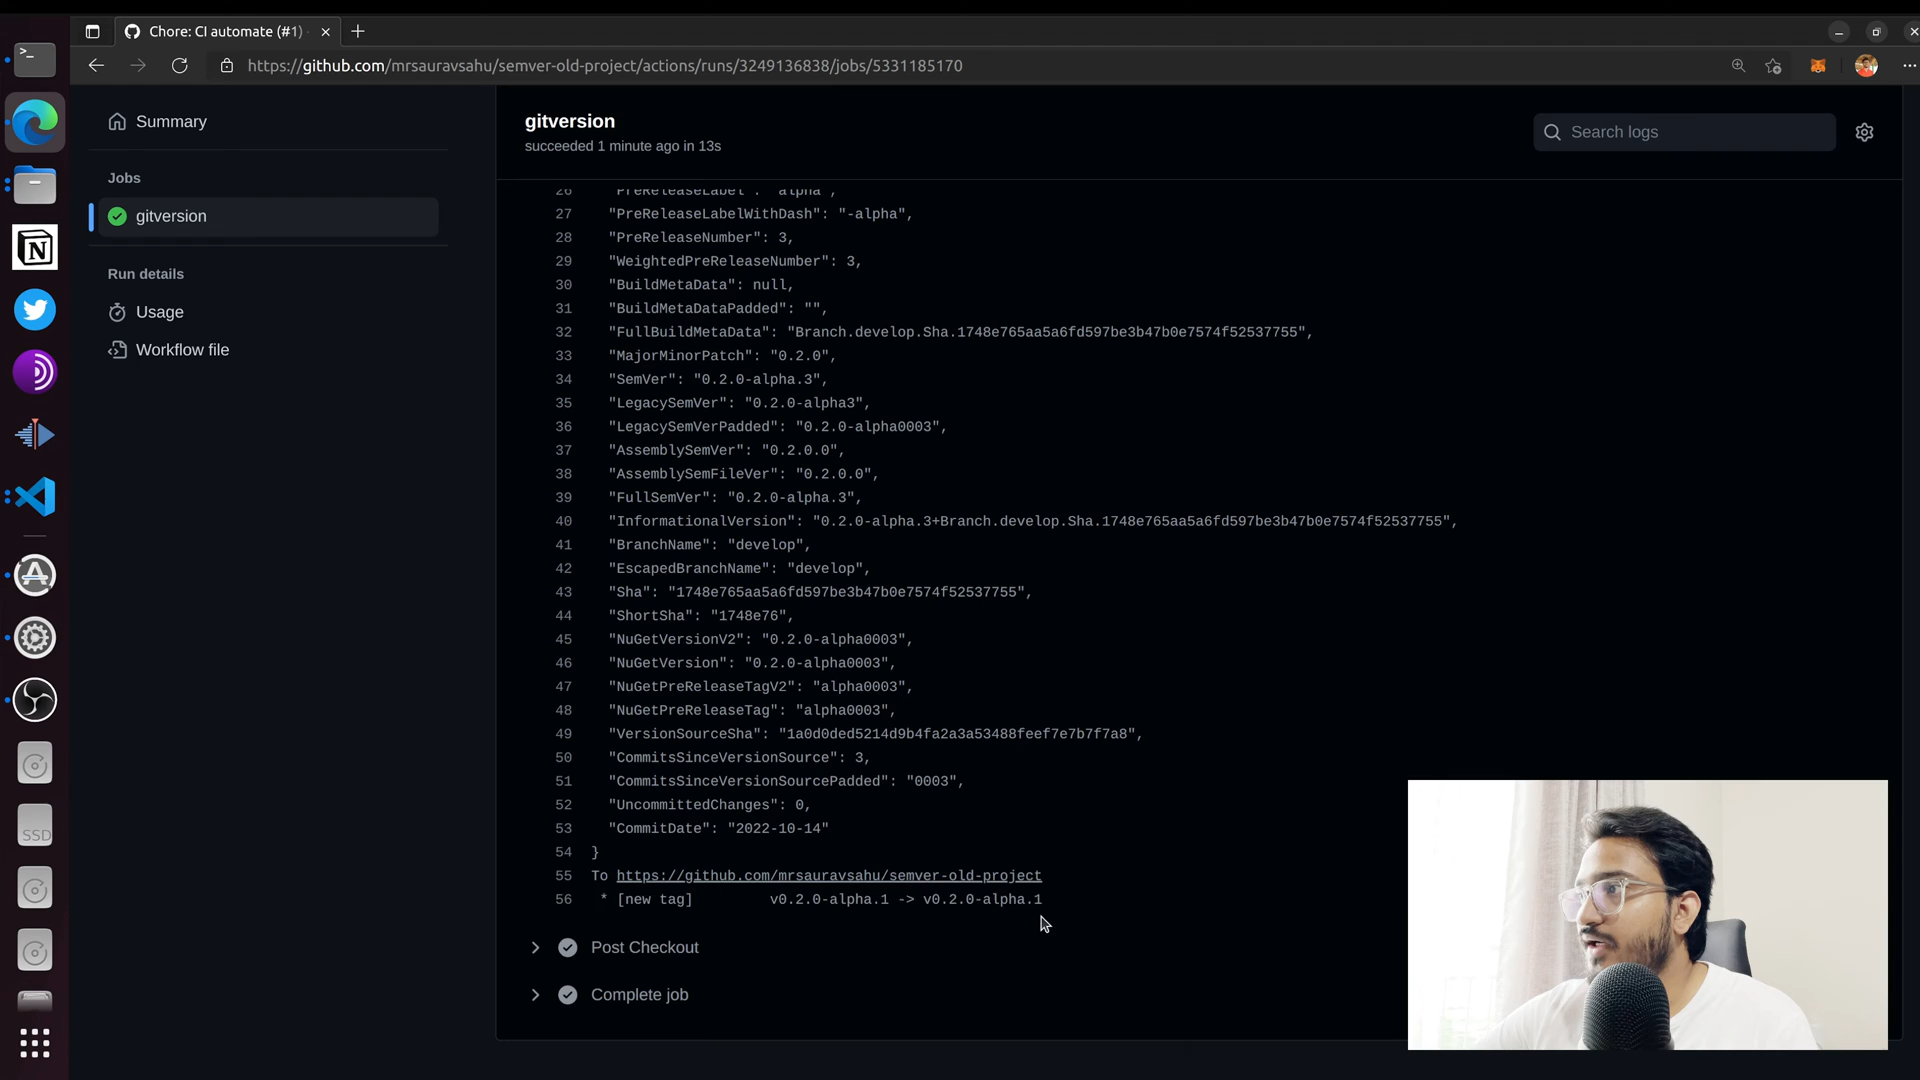 Chore: CI automate (#1)
https://github.com/mrsauravsahu/semver-old-project/actions/runs/3249136838/jobs/5331185170
Summary
Jobs
gitversion
Run details
Usage
Workflow file
gitversion
succeeded 1 minute ago in 13s
Search logs
26 "PreReleaseLabel": "alpha",
27 "PreReleaseLabelWithDash": "-alpha",
28 "PreReleaseNumber": 3,
29 "WeightedPreReleaseNumber": 3,
30 "BuildMetaData": null,
31 "BuildMetaDataPadded": "",
32 "FullBuildMetaData": "Branch.develop.Sha.1748e765aa5a6fd597be3b47b0e7574f52537755",
33 "MajorMinorPatch": "0.2.0",
34 "SemVer": "0.2.0-alpha.3",
35 "LegacySemVer": "0.2.0-alpha3",
36 "LegacySemVerPadded": "0.2.0-alpha0003",
37 "AssemblySemVer": "0.2.0.0",
38 "AssemblySemFileVer": "0.2.0.0",
39 "FullSemVer": "0.2.0-alpha.3",
40 "InformationalVersion": "0.2.0-alpha.3+Branch.develop.Sha.1748e765aa5a6fd597be3b47b0e7574f52537755",
41 "BranchName": "develop",
42 "EscapedBranchName": "develop",
43 "Sha": "1748e765aa5a6fd597be3b47b0e7574f52537755",
44 "ShortSha": "1748e76",
45 "NuGetVersionV2": "0.2.0-alpha0003",
46 "NuGetVersion": "0.2.0-alpha0003",
47 "NuGetPreReleaseTagV2": "alpha0003",
48 "NuGetPreReleaseTag": "alpha0003",
49 "VersionSourceSha": "1a0d0ded5214d9b4fa2a3a53488feef7e7b7f7a8",
50 "CommitsSinceVersionSource": 3,
51 "CommitsSinceVersionSourcePadded": "0003",
52 "UncommittedChanges": 0,
53 "CommitDate": "2022-10-14"
54 }
55 To https://github.com/mrsauravsahu/semver-old-project
56 * [new tag] v0.2.0-alpha.1 -> v0.2.0-alpha.1
Post Checkout
Complete job
SSD